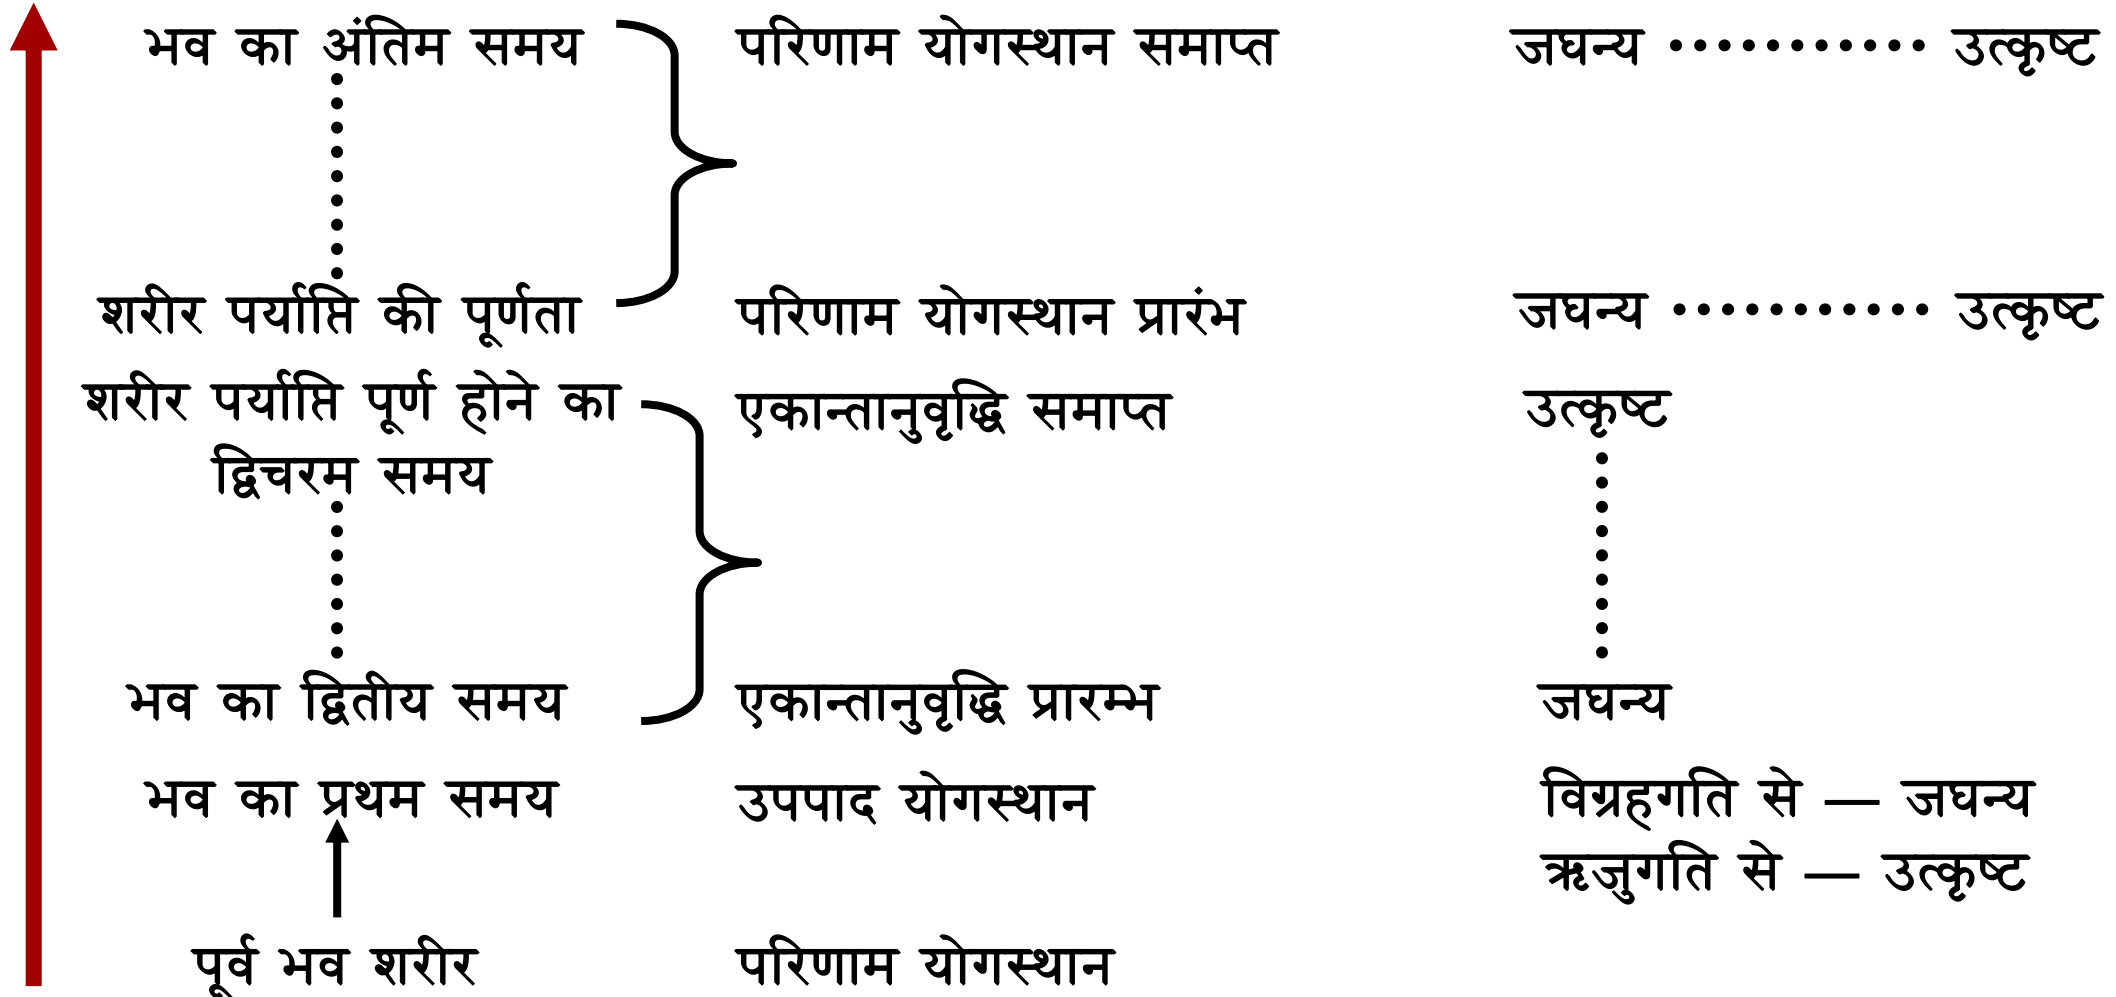 भव का अंतिम समय परिणाम योगस्थान समाप्त जघन्य ........... उत्कृष्ट
शरीर पर्याप्ति की पूर्णता परिणाम योगस्थान प्रारंभ जघन्य ........... उत्कृष्ट
शरीर पर्याप्ति पूर्ण होने का एकान्तानुवृद्धि समाप्त उत्कृष्ट
द्विचरम समय
भव का द्वितीय समय एकान्तानुवृद्धि प्रारम्भ जघन्य
भव का प्रथम समय उपपाद योगस्थान विग्रहगति से — जघन्य
ऋजुगति से — उत्कृष्ट
पूर्व भव शरीर परिणाम योगस्थान